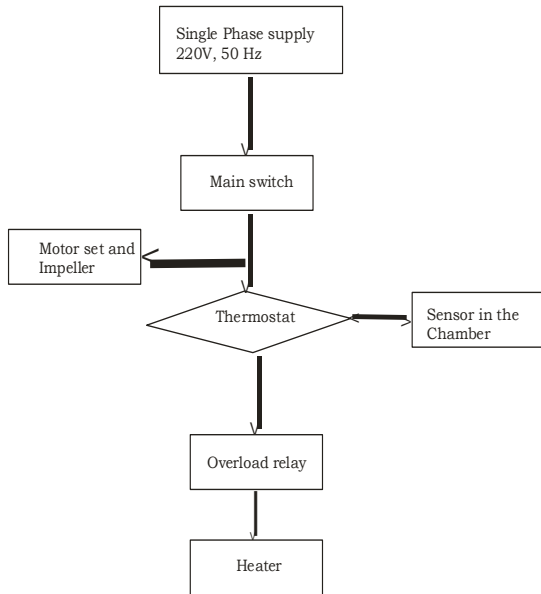 Single Phase supply
220V, 50 Hz
Main switch
Motor set and
Impeller
Thermostat
Sensor in the
Chamber
Overload relay
Heater